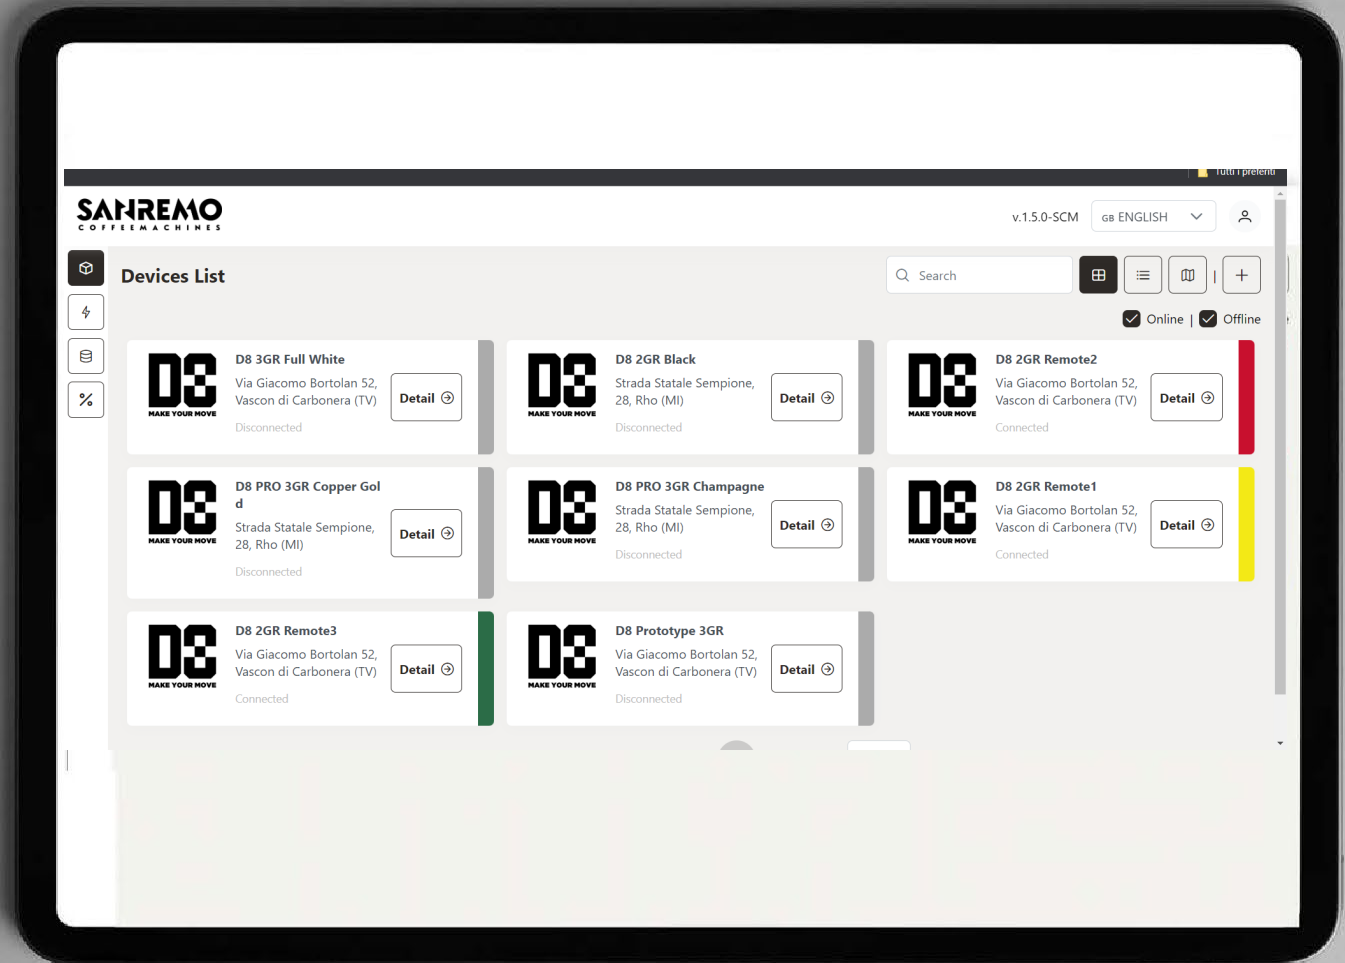 Tutti i preferiti
SANREMO
COFFEEMACHINES
v.1.5.0-SCM
GB ENGLISH
Devices List
Search
|
Online | Offline
D8
MAKE YOUR MOVE
D8 3GR Full White
Via Giacomo Bortolan 52,
Vascon di Carbonera (TV)
Disconnected
Detail
D8
MAKE YOUR MOVE
D8 2GR Black
Strada Statale Sempione,
28, Rho (MI)
Disconnected
Detail
D8
MAKE YOUR MOVE
D8 2GR Remote2
Via Giacomo Bortolan 52,
Vascon di Carbonera (TV)
Connected
Detail
D8
MAKE YOUR MOVE
D8 PRO 3GR Copper Gol
d
Strada Statale Sempione,
28, Rho (MI)
Disconnected
Detail
D8
MAKE YOUR MOVE
D8 PRO 3GR Champagne
Strada Statale Sempione,
28, Rho (MI)
Disconnected
Detail
D8
MAKE YOUR MOVE
D8 2GR Remote1
Via Giacomo Bortolan 52,
Vascon di Carbonera (TV)
Connected
Detail
D8
MAKE YOUR MOVE
D8 2GR Remote3
Via Giacomo Bortolan 52,
Vascon di Carbonera (TV)
Connected
Detail
D8
MAKE YOUR MOVE
D8 Prototype 3GR
Via Giacomo Bortolan 52,
Vascon di Carbonera (TV)
Disconnected
Detail